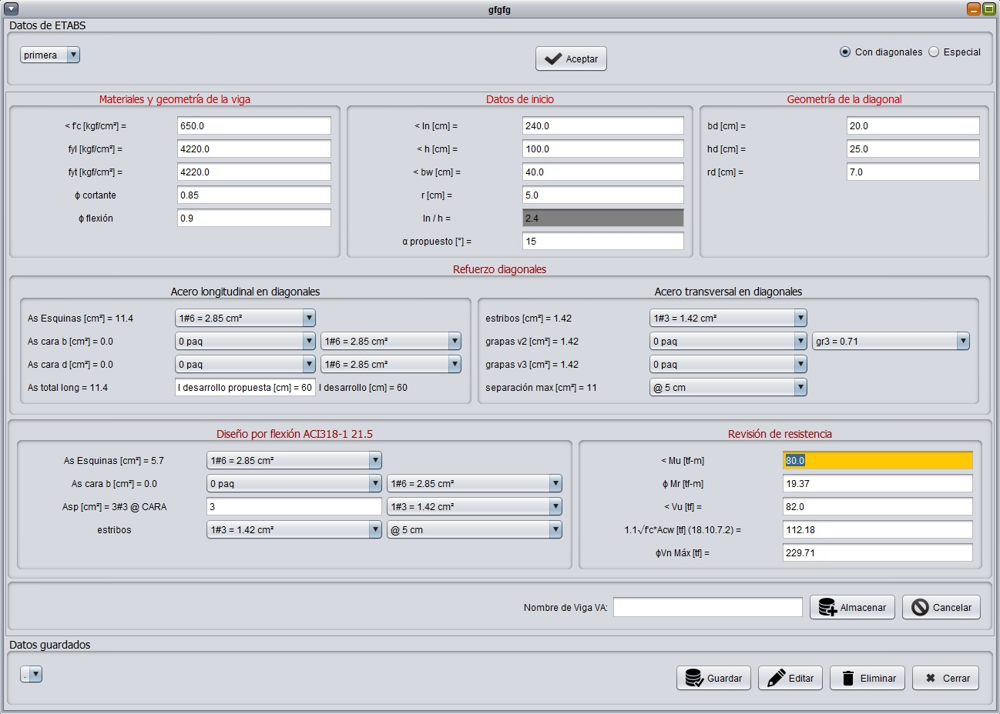 gfgfg
Datos de ETABS
primera
Aceptar
Con diagonales
Especial
Materiales y geometría de la viga
< f'c [kgf/cm²] =
650.0
fyl [kgf/cm²] =
4220.0
fyt [kgf/cm²] =
4220.0
ϕ cortante
0.85
ϕ flexión
0.9
Datos de inicio
< ln [cm] =
240.0
< h [cm] =
100.0
< bw [cm] =
40.0
r [cm] =
5.0
ln / h =
2.4
α propuesto [°] =
15
Geometría de la diagonal
bd [cm] =
20.0
hd [cm] =
25.0
rd [cm] =
7.0
Refuerzo diagonales
Acero longitudinal en diagonales
As Esquinas [cm²] = 11.4
1#6 = 2.85 cm²
As cara b [cm²] = 0.0
0 paq
1#6 = 2.85 cm²
As cara d [cm²] = 0.0
0 paq
1#6 = 2.85 cm²
As total long = 11.4
l desarrollo propuesta [cm] = 60
l desarrollo [cm] = 60
Acero transversal en diagonales
estribos [cm²] = 1.42
1#3 = 1.42 cm²
grapas v2 [cm²] = 1.42
0 paq
gr3 = 0.71
grapas v3 [cm²] = 1.42
0 paq
separación max [cm²] = 11
@ 5 cm
Diseño por flexión ACI318-1 21.5
As Esquinas [cm²] = 5.7
1#6 = 2.85 cm²
As cara b [cm²] = 0.0
0 paq
1#6 = 2.85 cm²
Asp [cm²] = 3#3 @ CARA
3
1#3 = 1.42 cm²
estribos
1#3 = 1.42 cm²
@ 5 cm
Revisión de resistencia
< Mu [tf-m]
80.0
ϕ Mr [tf-m]
19.37
< Vu [tf] =
82.0
1.1√f'c*Acw [tf] (18.10.7.2) =
112.18
ϕVn Máx [tf] =
229.71
Nombre de Viga VA:
Almacenar
Cancelar
Datos guardados
.
Guardar
Editar
Eliminar
Cerrar